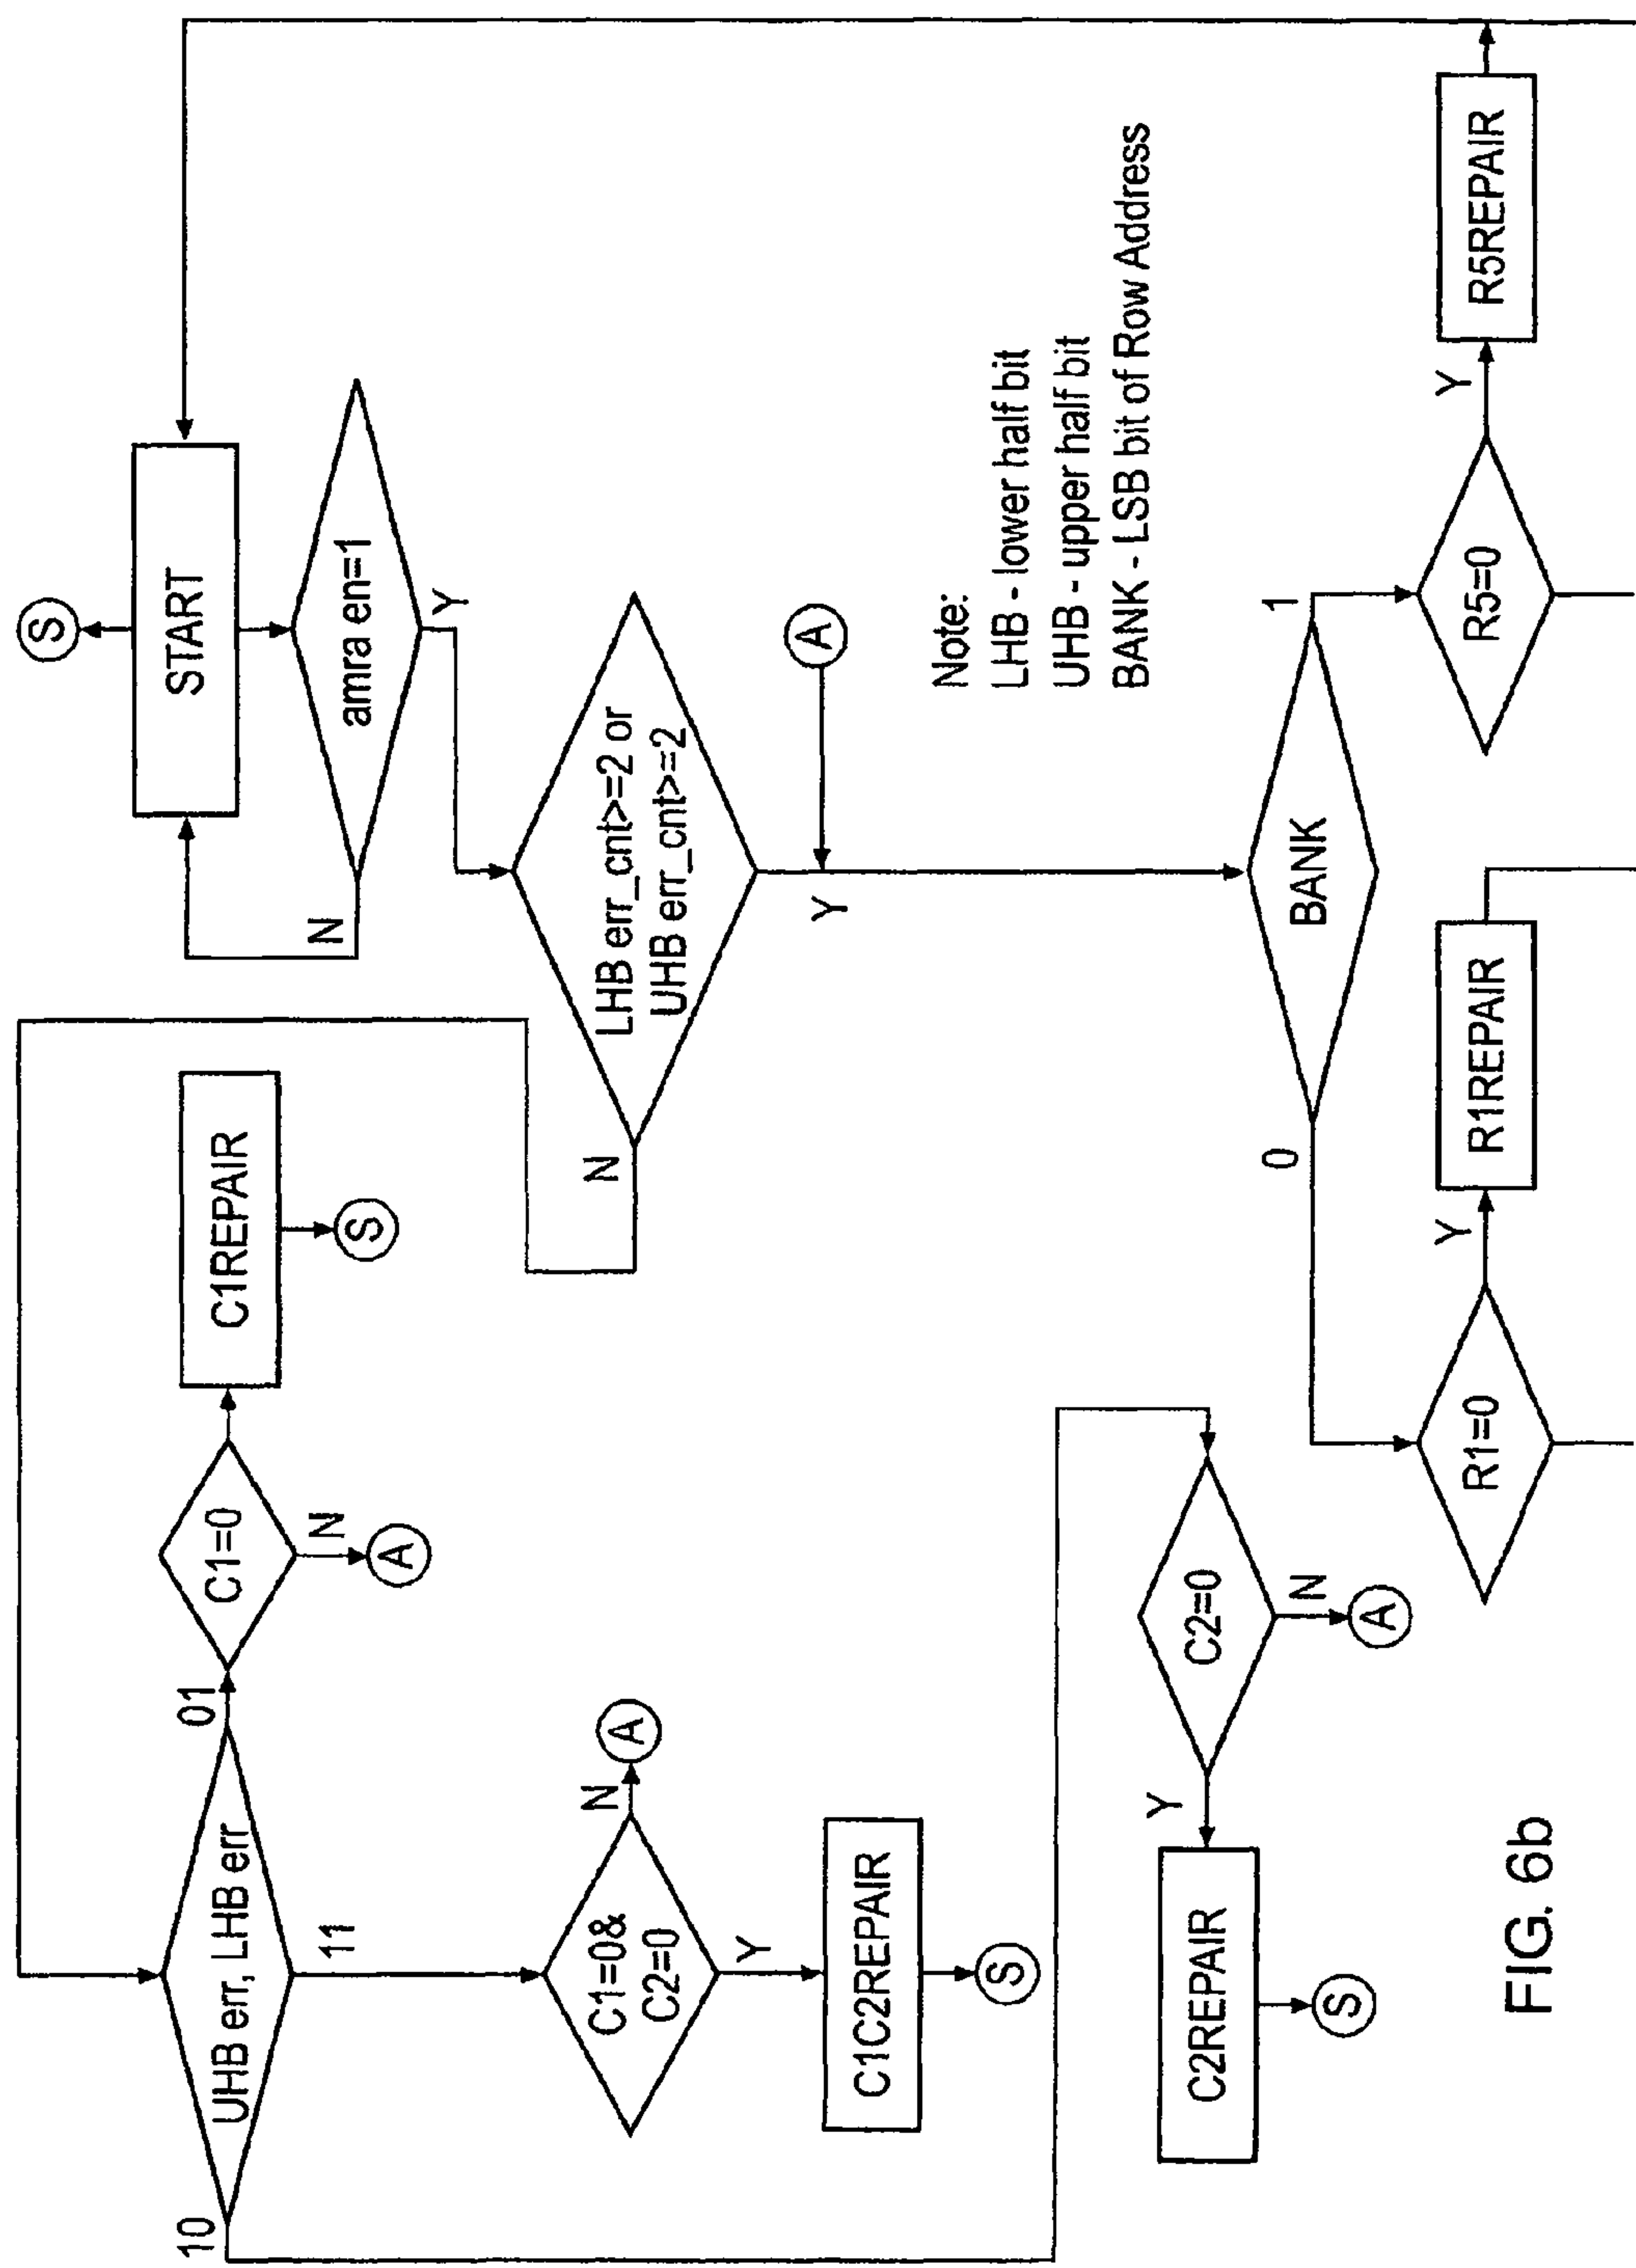 S
START
amra en=1
N
Y
LHB err_cnt>=2 or
UHB err_cnt>=2
N
Y
A
UHB err, LHB err
01
11
10
C1=0
N
A
C1REPAIR
S
C1=0&
C2=0
N
A
Y
C1C2REPAIR
S
C2=0
Y
N
A
C2REPAIR
S
Note:
LHB - lower half bit
UHB - upper half bit
BANK - LSB bit of Row Address
BANK
0
1
R1=0
Y
R1REPAIR
R5=0
Y
R5REPAIR
FIG. 6b